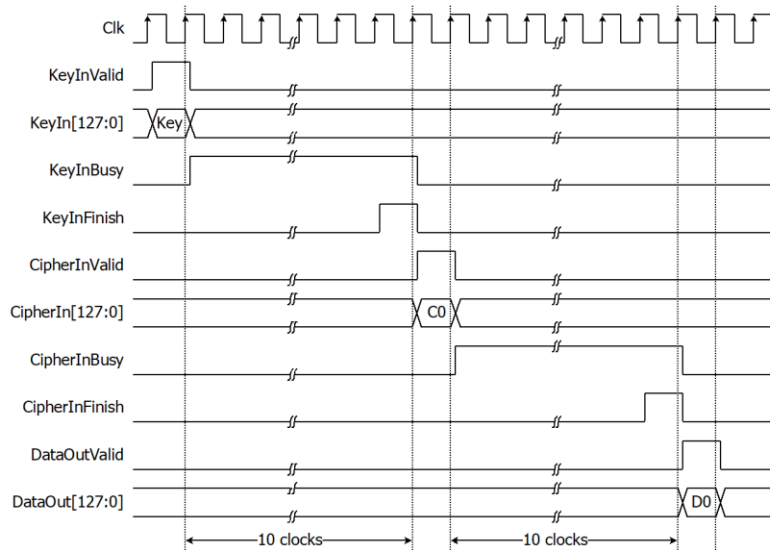 Clk
KeyInValid
KeyIn[127:0]
Key
KeyInBusy
KeyInFinish
CipherInValid
CipherIn[127:0]
C0
CipherInBusy
CipherInFinish
DataOutValid
DataOut[127:0]
D0
10 clocks
10 clocks